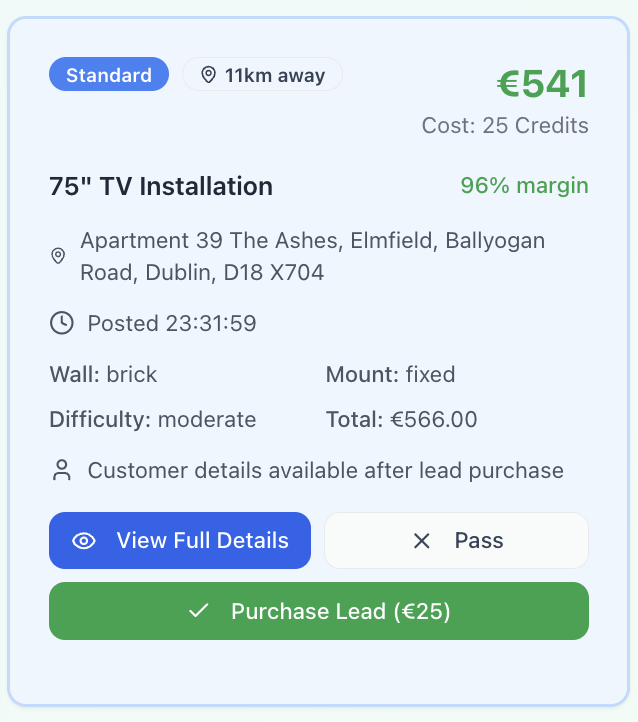 Standard
11km away
€541
Cost: 25 Credits
75" TV Installation
96% margin
Apartment 39 The Ashes, Elmfield, Ballyogan
Road, Dublin, D18 X704
Posted 23:31:59
Wall: brick
Mount: fixed
Difficulty: moderate
Total: €566.00
Customer details available after lead purchase
View Full Details
Pass
Purchase Lead (€25)